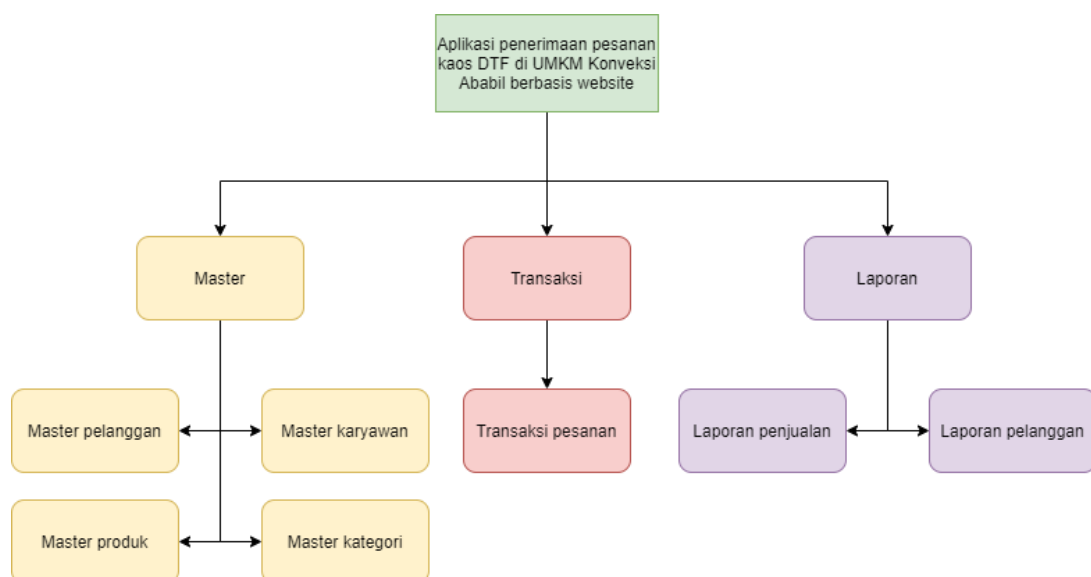 Aplikasi penerimaan pesanan
kaos DTF di UMKM Konveksi
Ababil berbasis website
Master
Transaksi
Laporan
Master pelanggan
Master karyawan
Transaksi pesanan
Laporan penjualan
Laporan pelanggan
Master produk
Master kategori